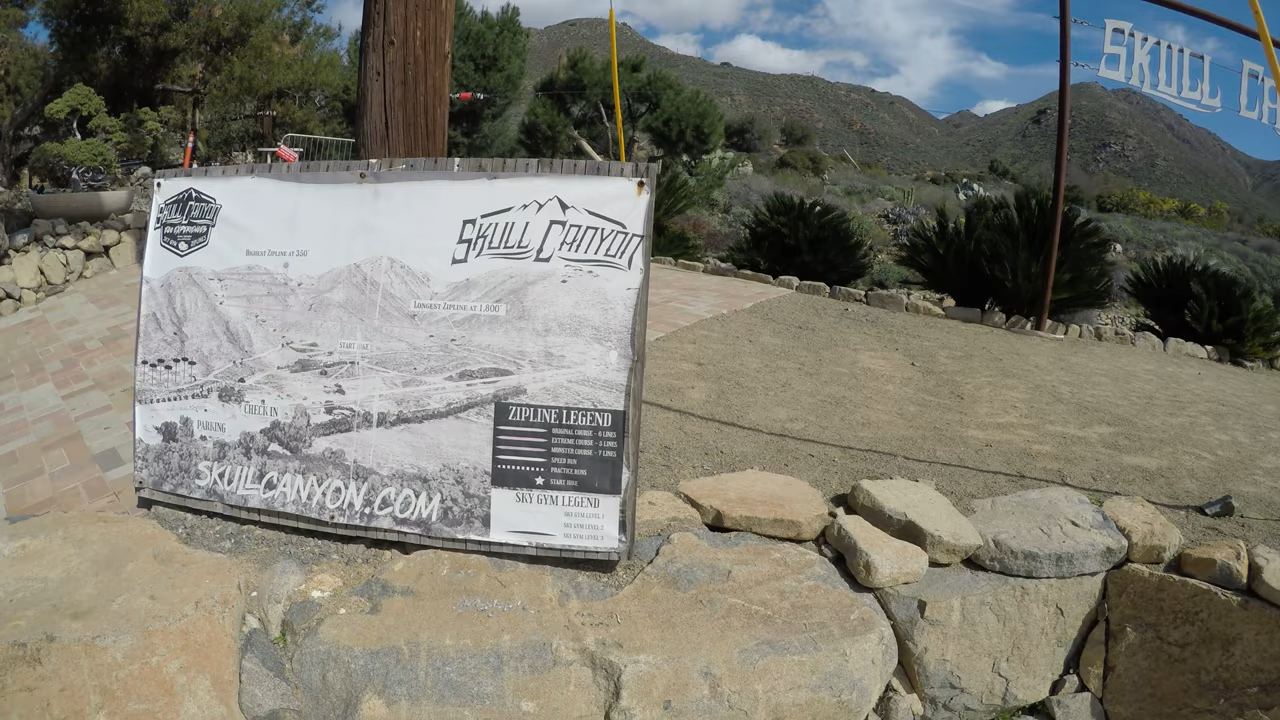 SKULL CA
SKULL CANYON
SKULL CANYON
HIGHEST ZIPLINE AT 350'
LONGEST ZIPLINE AT 1,800'
START HIKE
CHECK IN
PARKING
ZIPLINE LEGEND
ORIGINAL COURSE - 6 LINES
EXTREME COURSE - 5 LINES
MONSTER COURSE - 7 LINES
SPEED RUN
PRACTICE RUNS
START HIKE
SKULLCANYON.COM
SKY GYM LEGEND
SKY GYM LEVEL 1
SKY GYM LEVEL 2
SKY GYM LEVEL 3